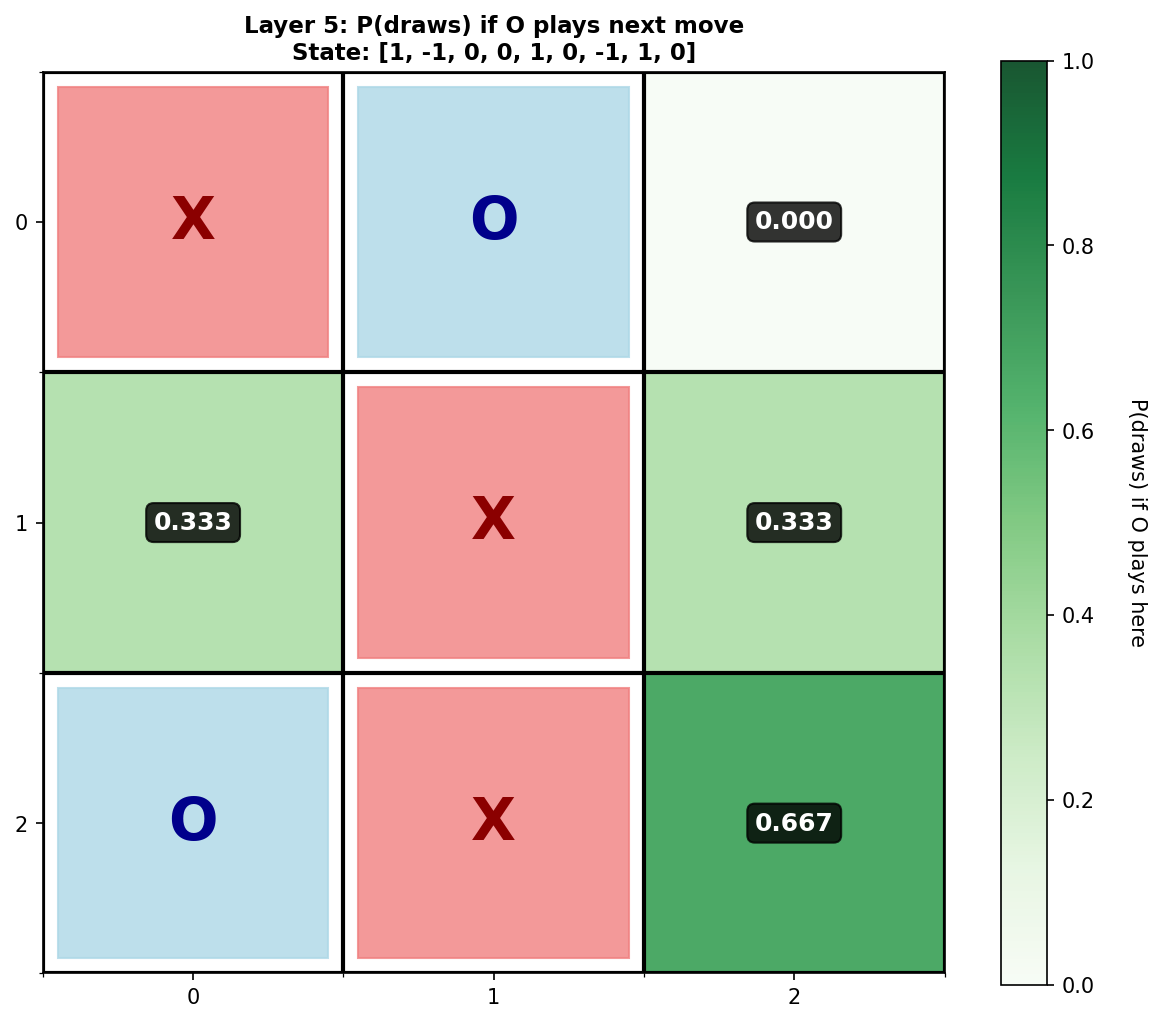 Layer 5: P(draws) if O plays next move
State: [1, -1, 0, 0, 1, 0, -1, 1, 0]
X
O
0.000
0.333
X
0.333
O
X
0.667
0
1
2
0
1
2
1.0
0.8
0.6
0.4
0.2
0.0
P(draws) if O plays here